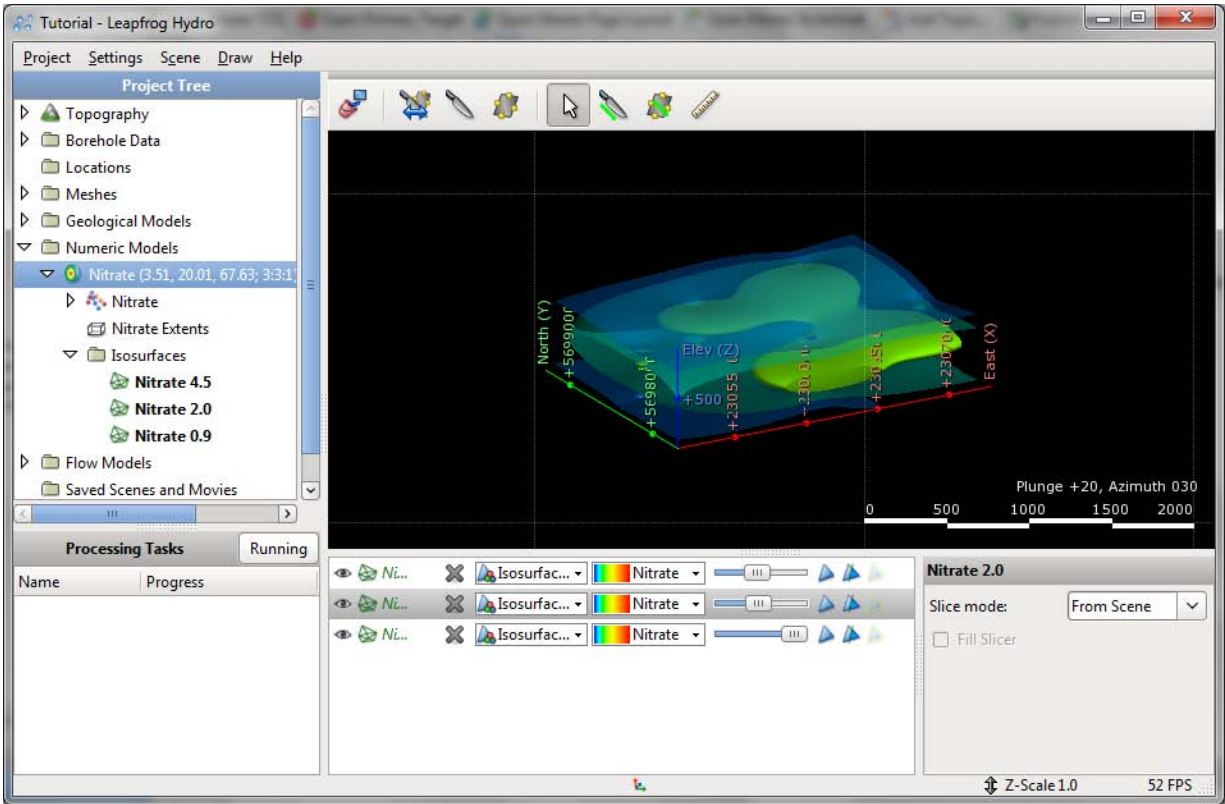 Tutorial - Leapfrog Hydro
Project Settings Scene Draw Help
Project Tree
Topography
Borehole Data
Locations
Meshes
Geological Models
Numeric Models
Nitrate (3.51, 20.01, 67.63; 3:3:1
Nitrate
Nitrate Extents
Isosurfaces
Nitrate 4.5
Nitrate 2.0
Nitrate 0.9
Flow Models
Saved Scenes and Movies
Processing Tasks Running
Name Progress
North (Y)
Elev (Z)
+500
East (X)
Plunge +20, Azimuth 030
0 500 1000 1500 2000
Ni... Isosurfac... Nitrate
Ni... Isosurfac... Nitrate
Ni... Isosurfac... Nitrate
Nitrate 2.0
Slice mode: From Scene
Fill Slicer
Z-Scale 1.0 52 FPS